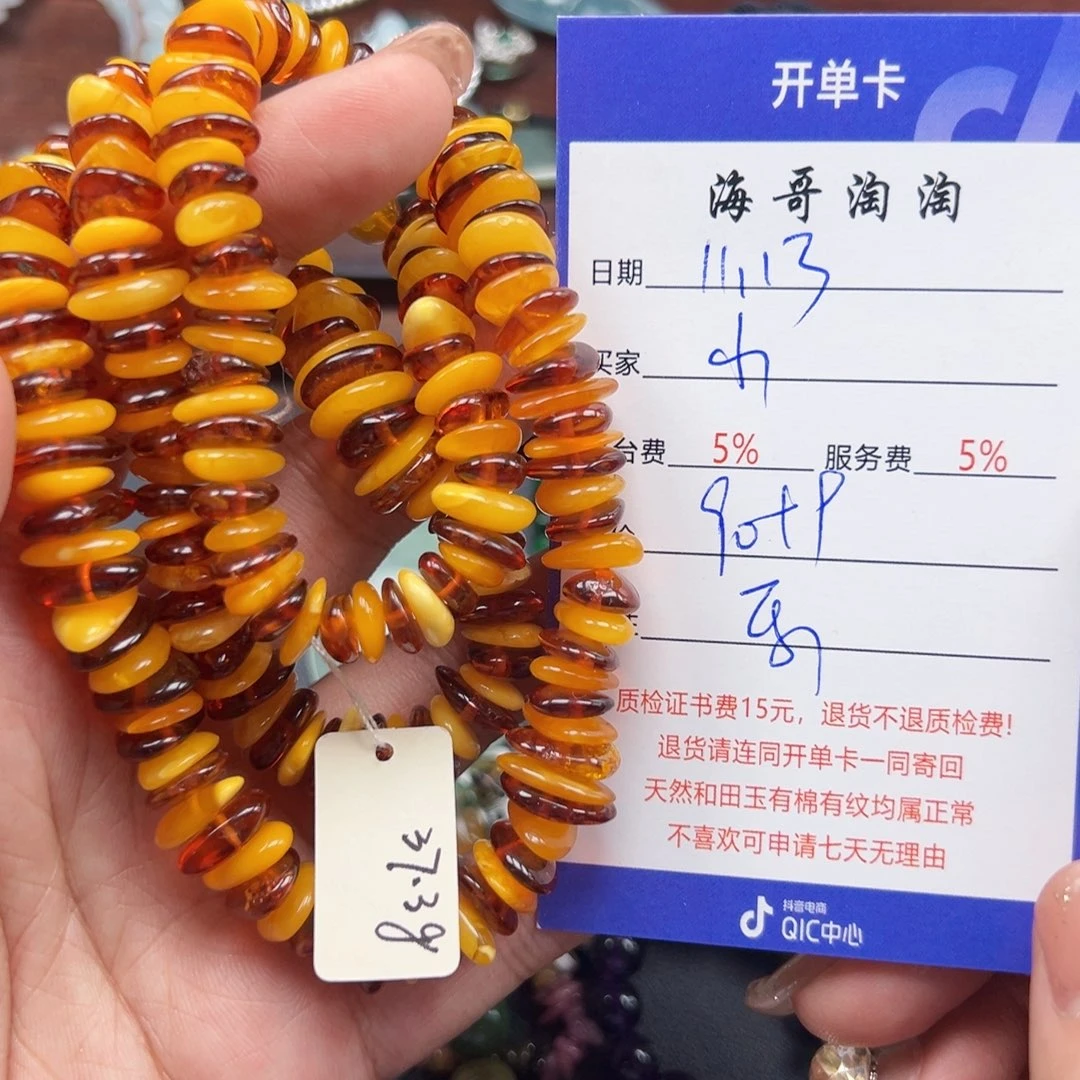 开单卡
海哥淘淘
日期 11.13
买家
台费 5% 服务费 5%
质检证书费15元，退货不退质检费!
退货请连同开单卡一同寄回
天然和田玉有棉有纹均属正常
不喜欢可申请七天无理由
抖音电商
QIC中心
37.3g